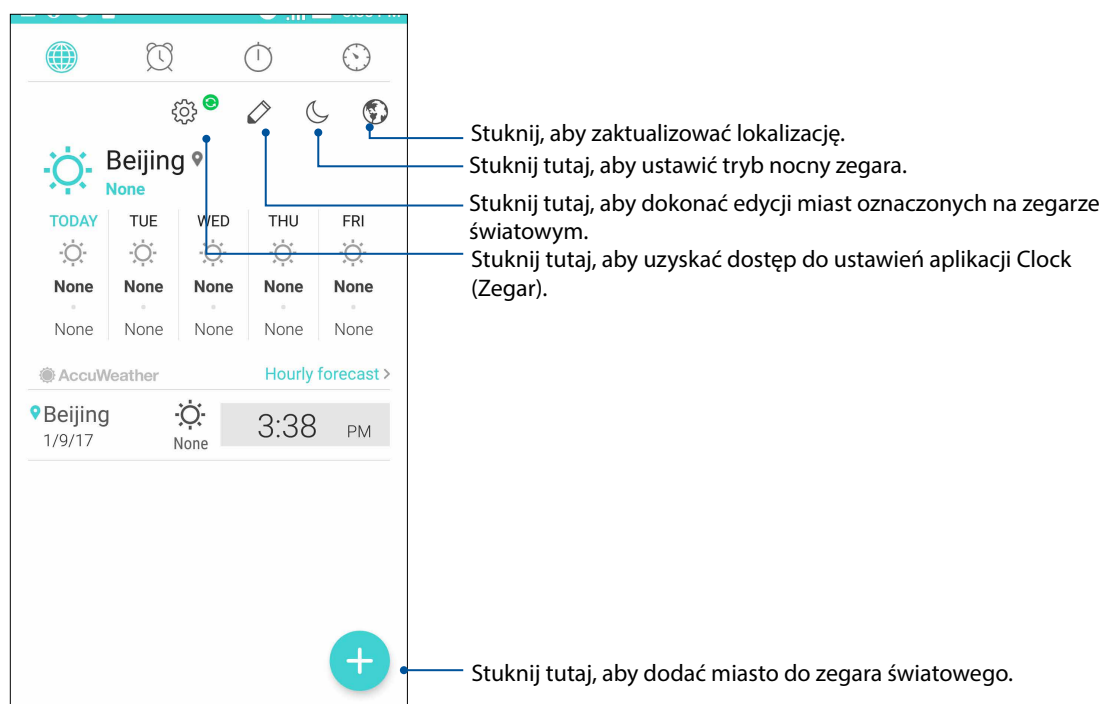 Stuknij, aby zaktualizować lokalizację.
Stuknij tutaj, aby ustawić tryb nocny zegara.
Stuknij tutaj, aby dokonać edycji miast oznaczonych na zegarze
światowym.
Stuknij tutaj, aby uzyskać dostęp do ustawień aplikacji Clock
(Zegar).
Beijing
None
TODAY TUE WED THU FRI
None None None None None
None None None None None
AccuWeather Hourly forecast >
Beijing
1/9/17 None 3:38 PM
Stuknij tutaj, aby dodać miasto do zegara światowego.